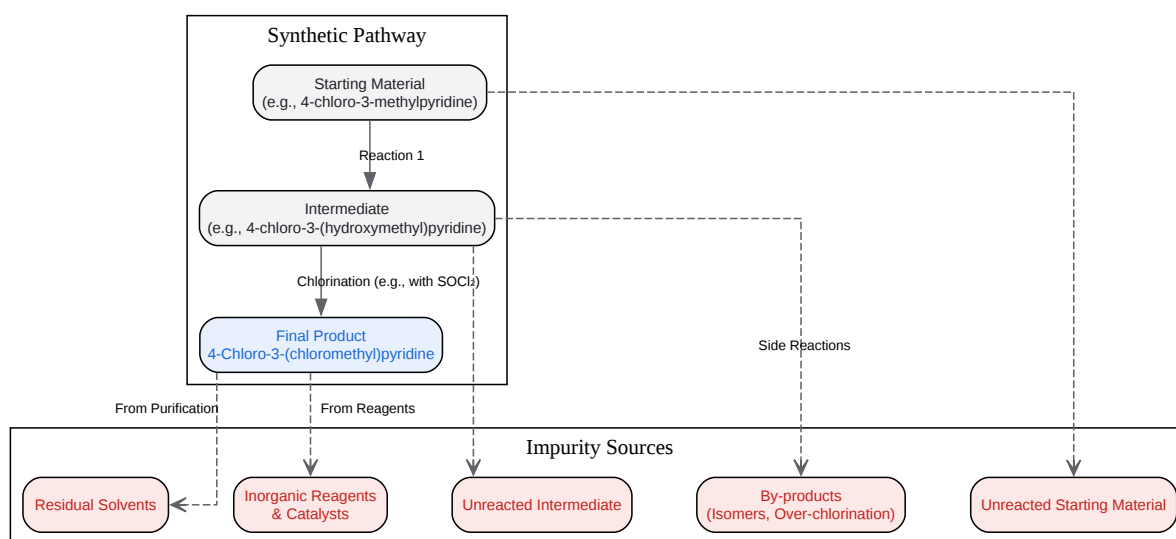 Synthetic Pathway
Starting Material
(e.g., 4-chloro-3-methylpyridine)
Reaction 1
Intermediate
(e.g., 4-chloro-3-(hydroxymethyl)pyridine)
Chlorination (e.g., with SOCl₂)
Final Product
4-Chloro-3-(chloromethyl)pyridine
Side Reactions
From Purification
From Reagents
Impurity Sources
Residual Solvents
Inorganic Reagents
& Catalysts
Unreacted Intermediate
By-products
(Isomers, Over-chlorination)
Unreacted Starting Material